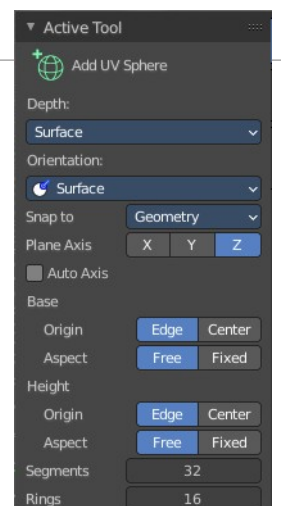 Active Tool
Add UV Sphere
Depth:
Surface
Orientation:
Surface
Snap to Geometry
Plane Axis X Y Z
Auto Axis
Base
Origin Edge Center
Aspect Free Fixed
Height
Origin Edge Center
Aspect Free Fixed
Segments 32
Rings 16